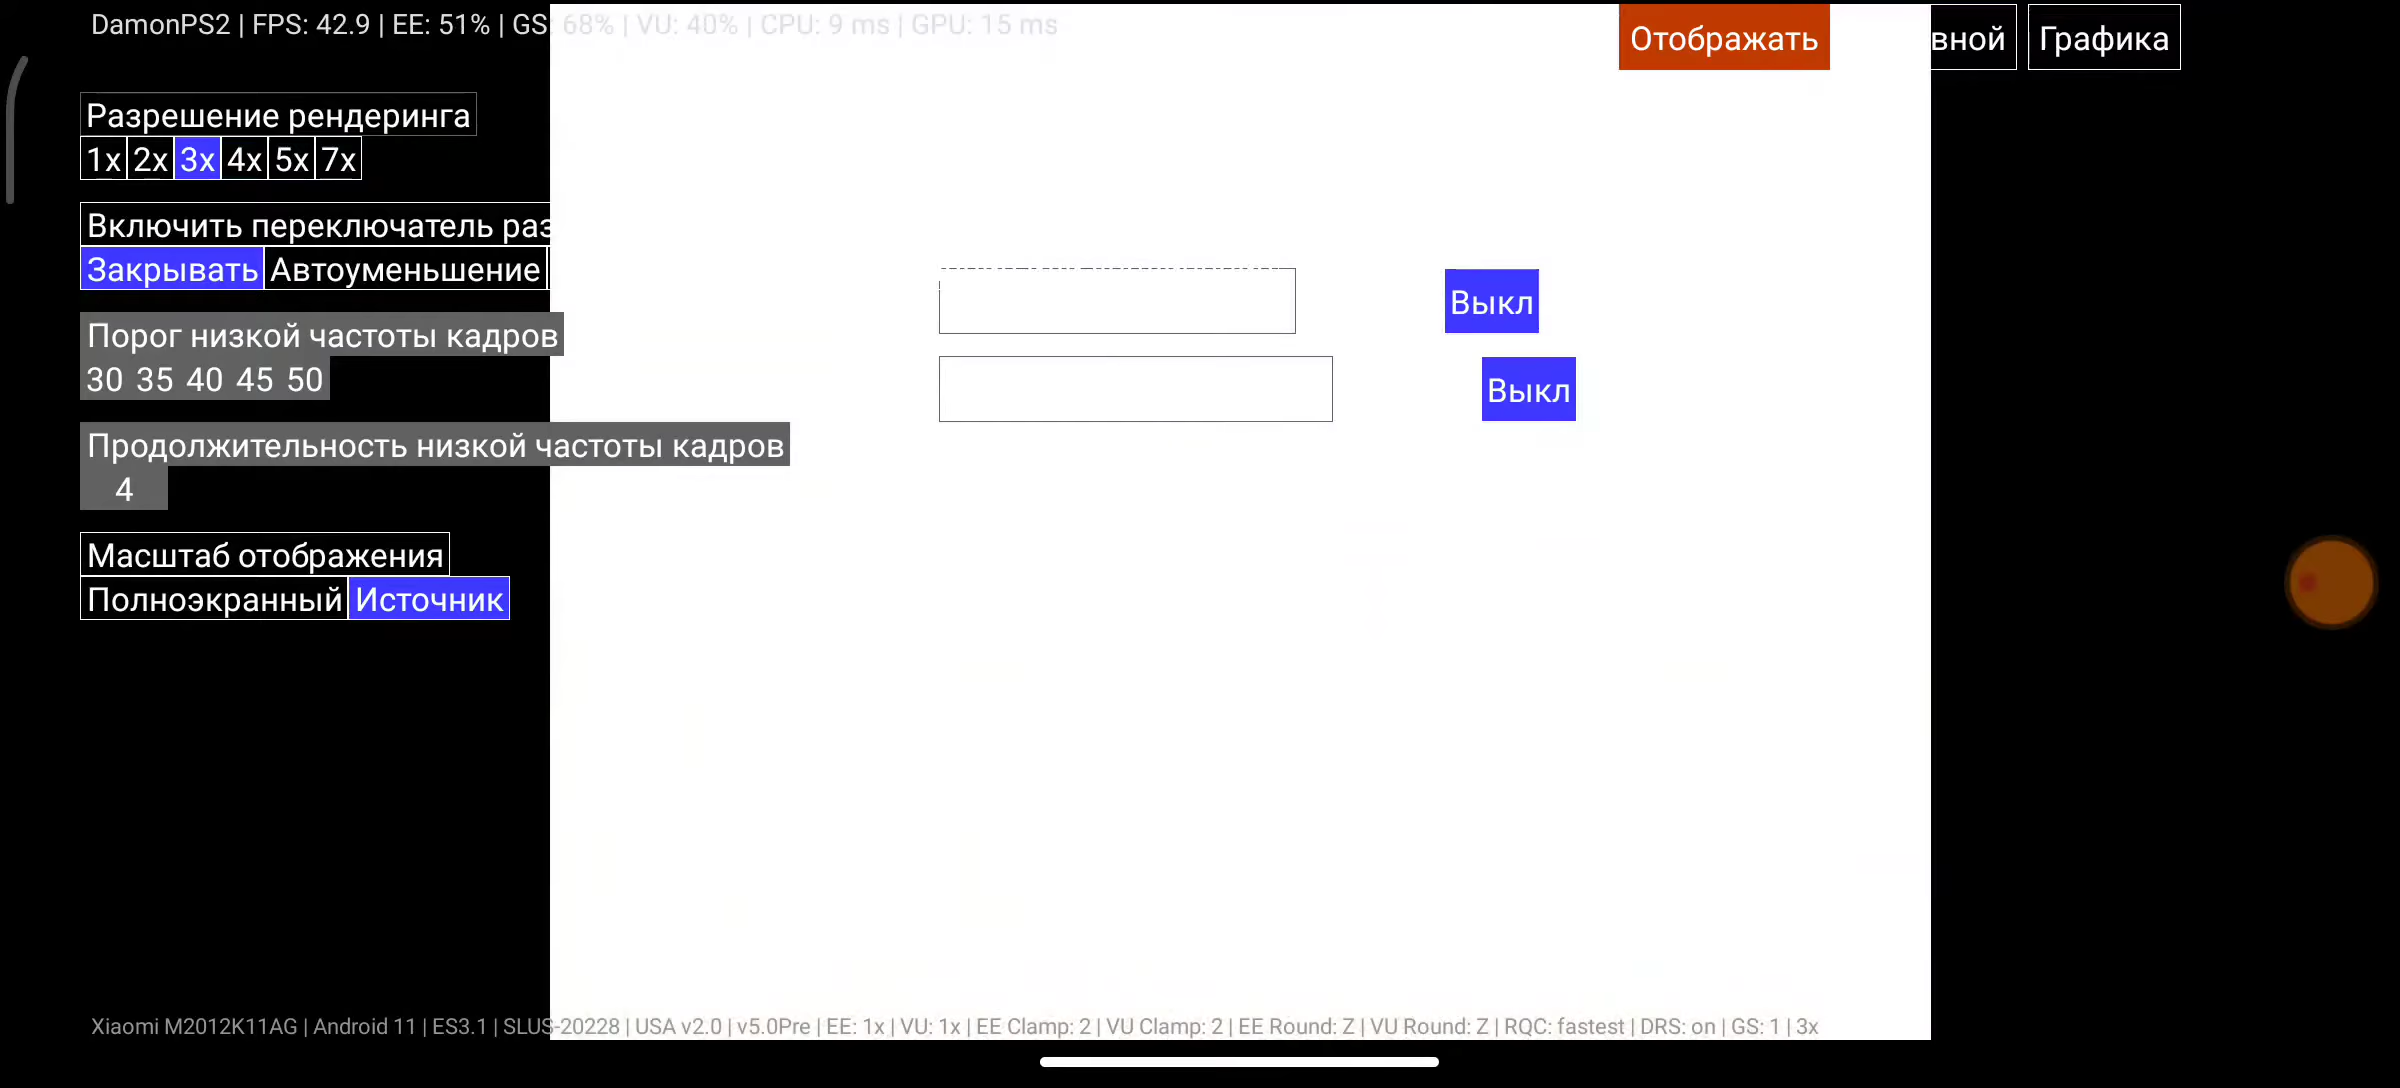 DamonPS2 | FPS: 42.9 | EE: 51% | GS: 68% | VU: 40% | CPU: 9 ms | GPU: 15 ms
Отображать
вной
Графика
Разрешение рендеринга
1x 2x 3x 4x 5x 7x
Включить переключатель раз
Закрывать Автоуменьшение
Выкл
Порог низкой частоты кадров
30 35 40 45 50
Выкл
Продолжительность низкой частоты кадров
4
Масштаб отображения
Полноэкранный Источник
Xiaomi M2012K11AG | Android 11 | ES3.1 | SLUS-20228 | USA v2.0 | v5.0Pre | EE: 1x | VU: 1x | EE Clamp: 2 | VU Clamp: 2 | EE Round: Z | VU Round: Z | RQC: fastest | DRS: on | GS: 1 | 3x